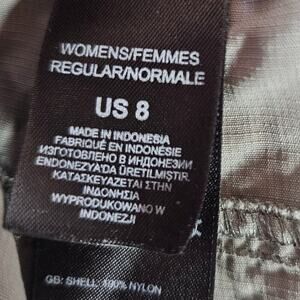 WOMENS/FEMMES
REGULAR/NORMALE
US 8
MADE IN INDONESIA
FABRIQUÉ EN INDONÉSIE
ИЗГОТОВЛЕНО В ИНДОНЕЗИИ
ENDONEZYA'DA ÜRETILMIŞTIR.
ΚΑΤΑΣΚΕΥΑΖΕΤΑΙ ΣΤΗΝ
ΙΝΔΟΝΗΣΙΑ
WYPRODUKOWANO W
INDONEZJI
GB: SHELL: 100% NYLON